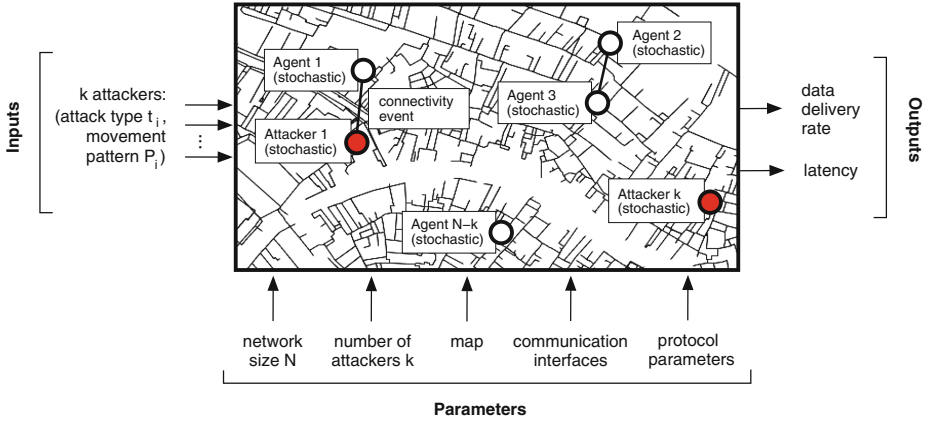 Inputs
k attackers:
(attack type t i ,
movement
pattern P i )
...
Agent 1
(stochastic)
connectivity
event
Attacker 1
(stochastic)
Agent 2
(stochastic)
Agent 3
(stochastic)
Attacker k
(stochastic)
Agent N–k
(stochastic)
data
delivery
rate
latency
Outputs
network
size N
number of
attackers k
map
communication
interfaces
protocol
parameters
Parameters